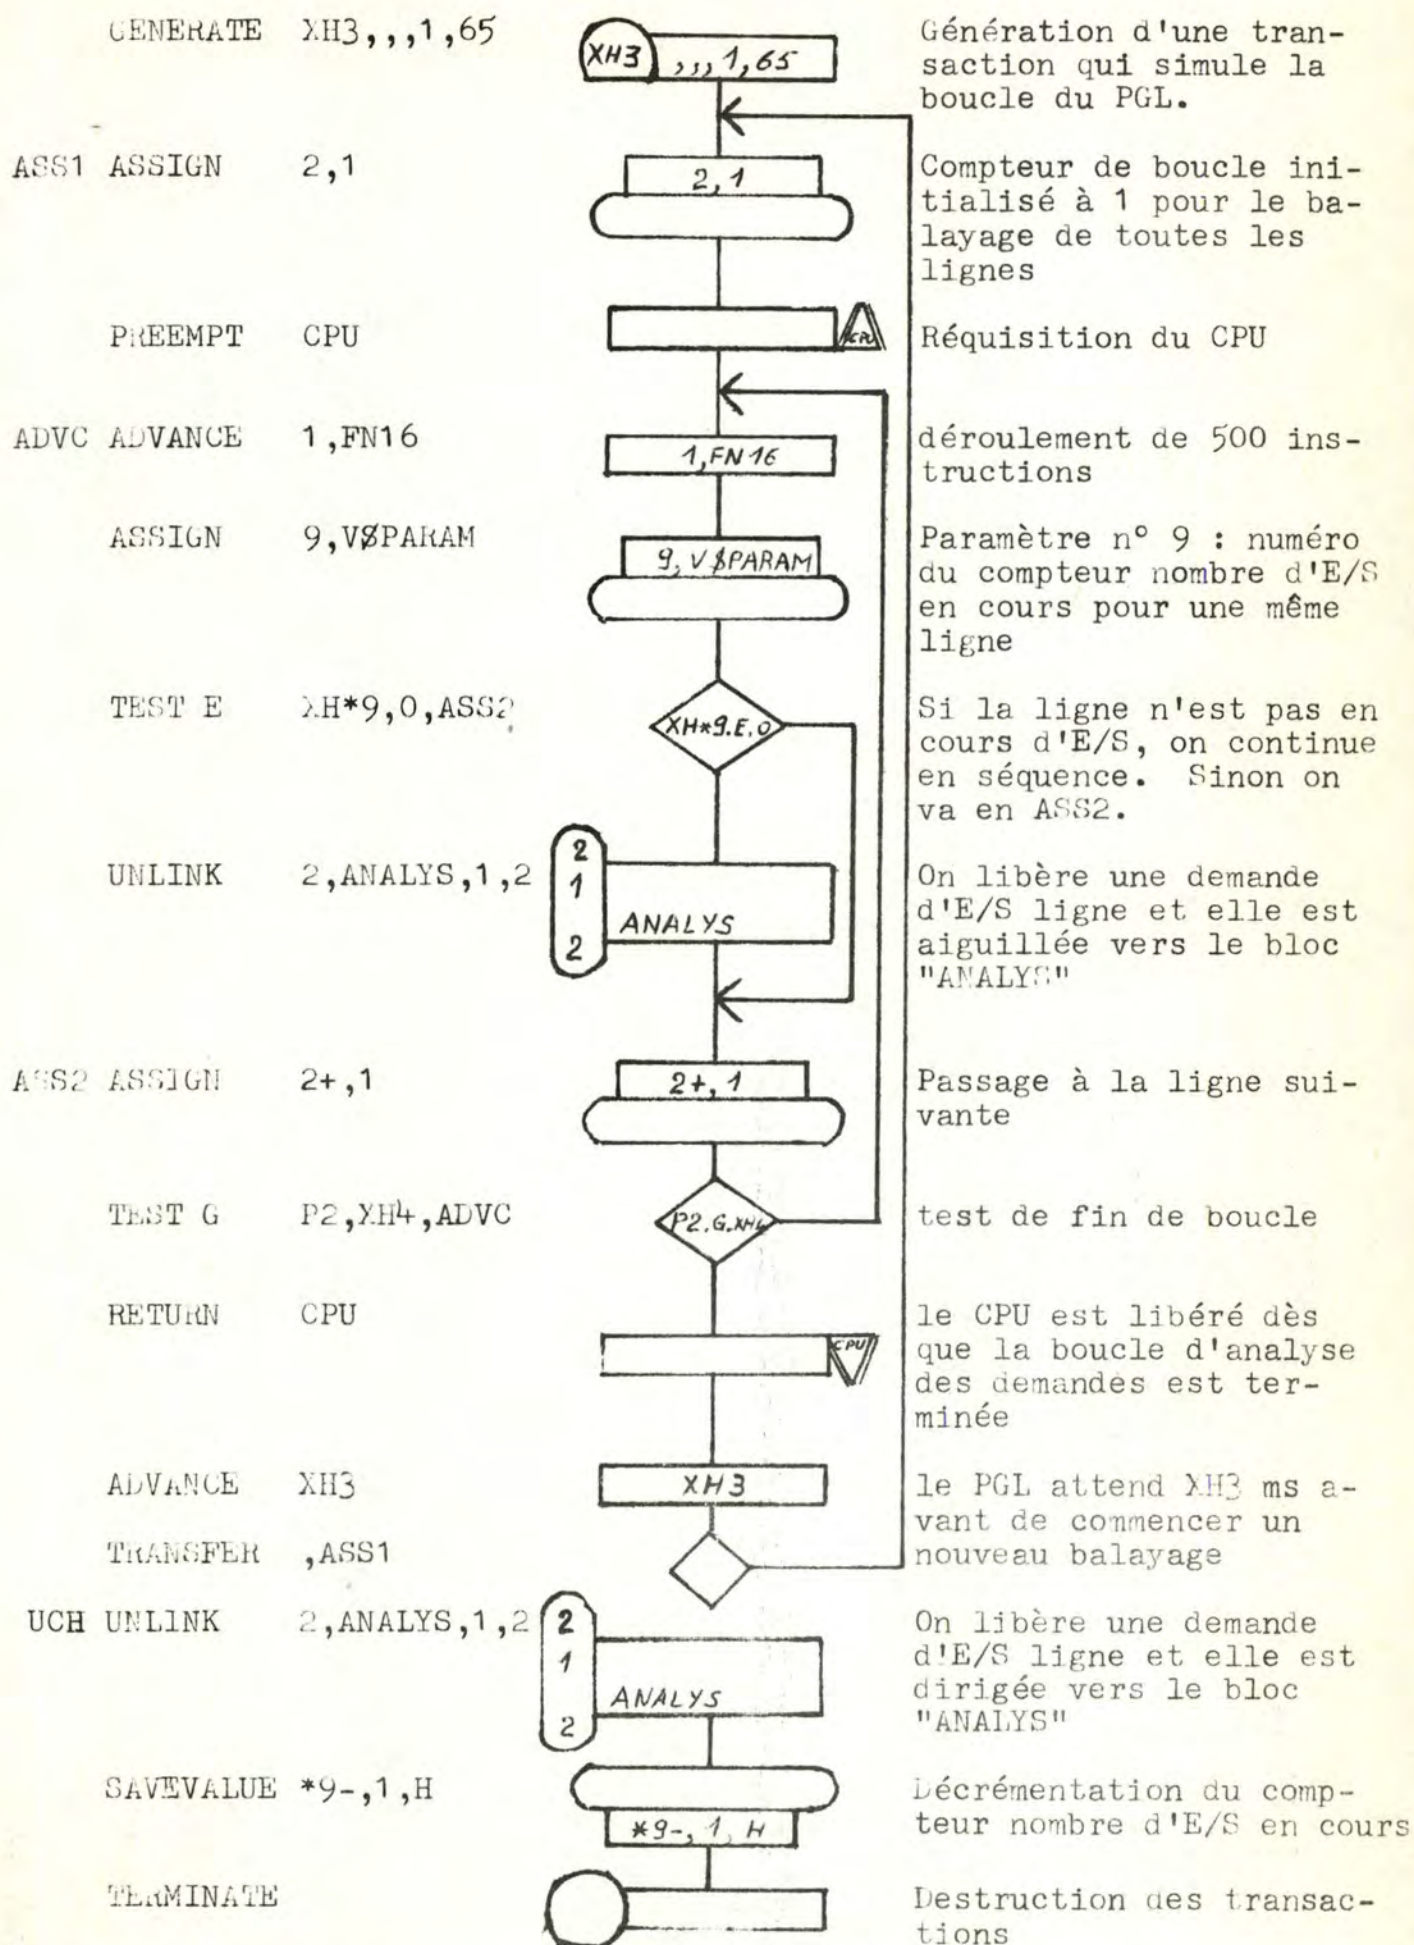 GENERATE XH3,,,1,65
XH3 ,,,1,65
Génération d'une tran-
saction qui simule la
boucle du PGL.
ASS1 ASSIGN 2,1
2,1
Compteur de boucle ini-
tialisé à 1 pour le ba-
layage de toutes les
lignes
PREEMPT CPU
CPU
Réquisition du CPU
ADVC ADVANCE 1,FN16
1,FN16
déroulement de 500 ins-
tructions
ASSIGN 9,V$PARAM
9,V$PARAM
Paramètre n° 9 : numéro
du compteur nombre d'E/S
en cours pour une même
ligne
TEST E XH*9,0,ASS2
XH*9.E.0
Si la ligne n'est pas en
cours d'E/S, on continue
en séquence. Sinon on
va en ASS2.
UNLINK 2,ANALYS,1,2
2
1
ANALYS
2
On libère une demande
d'E/S ligne et elle est
aiguillée vers le bloc
"ANALYS"
ASS2 ASSIGN 2+,1
2+,1
Passage à la ligne sui-
vante
TEST G P2,XH4,ADVC
P2.G.XH4
test de fin de boucle
RETURN CPU
CPU
le CPU est libéré dès
que la boucle d'analyse
des demandes est ter-
minée
ADVANCE XH3
XH3
le PGL attend XH3 ms a-
vant de commencer un
nouveau balayage
TRANSFER ,ASS1
UCH UNLINK 2,ANALYS,1,2
2
1
ANALYS
2
On libère une demande
d'E/S ligne et elle est
dirigée vers le bloc
"ANALYS"
SAVEVALUE *9-,1,H
*9-,1,H
Décrémentation du comp-
teur nombre d'E/S en cours
TERMINATE
Destruction des transac-
tions